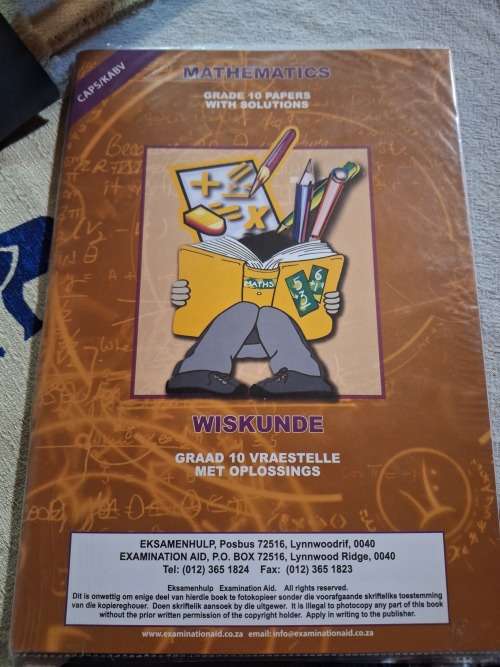 CAPS/KABV
MATHEMATICS
GRADE 10 PAPERS
WITH SOLUTIONS
MATHS
WISKUNDE
GRAAD 10 VRAESTELLE
MET OPLOSSINGS
EKSAMENHULP, Posbus 72516, Lynnwoodrif, 0040
EXAMINATION AID, P.O. BOX 72516, Lynnwood Ridge, 0040
Tel: (012) 365 1824 Fax: (012) 365 1823
Eksamenhulp Examination Aid. All rights reserved.
Dit is onwettig om enige deel van hierdie boek te fotokopieer sonder die voorafgaande skriftelike toestemming
van die kopiereghouer. Doen skriftelik aansoek by die uitgewer. It is illegal to photocopy any part of this book
without the prior written permission of the copyright holder. Apply in writing to the publisher.
www.examinationaid.co.za email: info@examinationaid.co.za